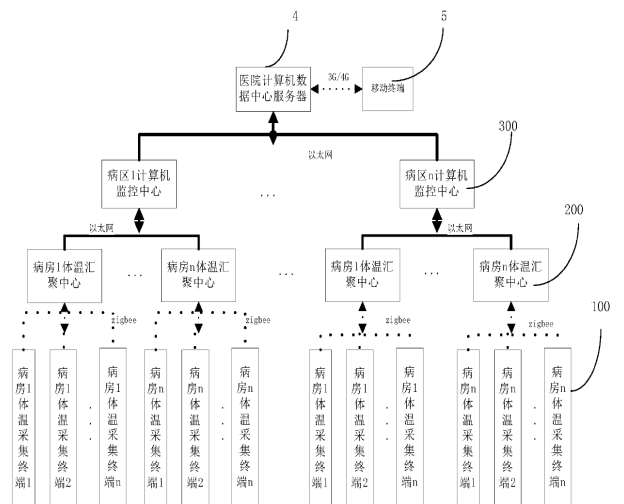 4
5
医院计算机数
据中心服务器
3G/4G
移动终端
以太网
300
病区1计算机
监控中心
...
病区n计算机
监控中心
以太网
以太网
200
病房1体温汇
聚中心
...
病房n体温汇
聚中心
...
病房1体温汇
聚中心
...
病房n体温汇
聚中心
zigbee
zigbee
zigbee
zigbee
100
病房1体温采集终端1
病房1体温采集终端2
...
病房1体温采集终端n
病房n体温采集终端1
病房n体温采集终端2
...
病房n体温采集终端n
病房1体温采集终端1
病房1体温采集终端2
...
病房1体温采集终端n
病房n体温采集终端1
病房n体温采集终端2
...
病房n体温采集终端n